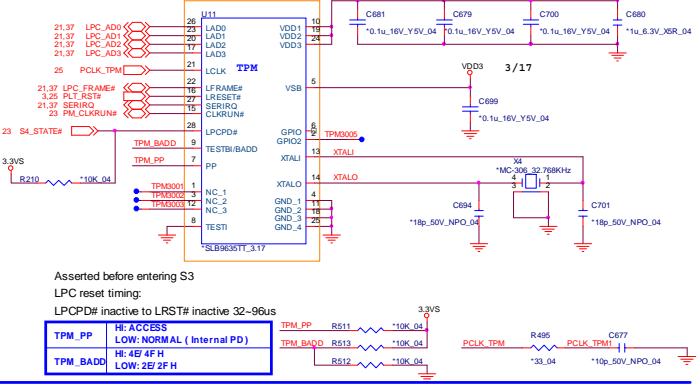 U11
21,37 LPC_AD0 26 LAD0 VDD1 10
21,37 LPC_AD1 23 LAD1 VDD2 19
21,37 LPC_AD2 20 LAD2 VDD3 24
21,37 LPC_AD3 17 LAD3
C681 C679 C700 C680
*0.1u_16V_Y5V_04 *0.1u_16V_Y5V_04 *0.1u_16V_Y5V_04 *1u_6.3V_X5R_04
25 PCLK_TPM 21 LCLK TPM
VDD3 3/17
21,37 LPC_FRAME# 22 LFRAME# VSB 5
3,25 PLT_RST# 16 LRESET#
21,37 SERIRQ 27 SERIRQ
23 PM_CLKRUN# 15 CLKRUN#
C699
*0.1u_16V_Y5V_04
23 S4_STATE# 28 LPCPD# GPIO 6
GPIO2 2 TPM3005
TPM_BADD 9 TESTBI/BADD
TPM_PP 7 PP
XTALI 13 XTALI
3.3VS
R210 *10K_04
X4
*MC-306_32.768KHz
4 1
3 2
XTALO 14 XTALO
TPM3001 1 NC_1 GND_1 4
TPM3002 3 NC_2 GND_2 11
TPM3003 12 NC_3 GND_3 18
GND_4 25
8 TESTI
C694 C701
*18p_50V_NPO_04 *18p_50V_NPO_04
*SLB9635TT_3.17
Asserted before entering S3
LPC reset timing:
LPCPD# inactive to LRST# inactive 32~96us
TPM_PP HI: ACCESS
LOW: NORMAL ( Internal PD )
TPM_BADD HI: 4E/ 4F H
LOW: 2E/ 2F H
3.3VS
TPM_PP R511 *10K_04
TPM_BADD R513 *10K_04
R512 *10K_04
PCLK_TPM R495 PCLK_TPM1 C677
*33_04 *10p_50V_NPO_04